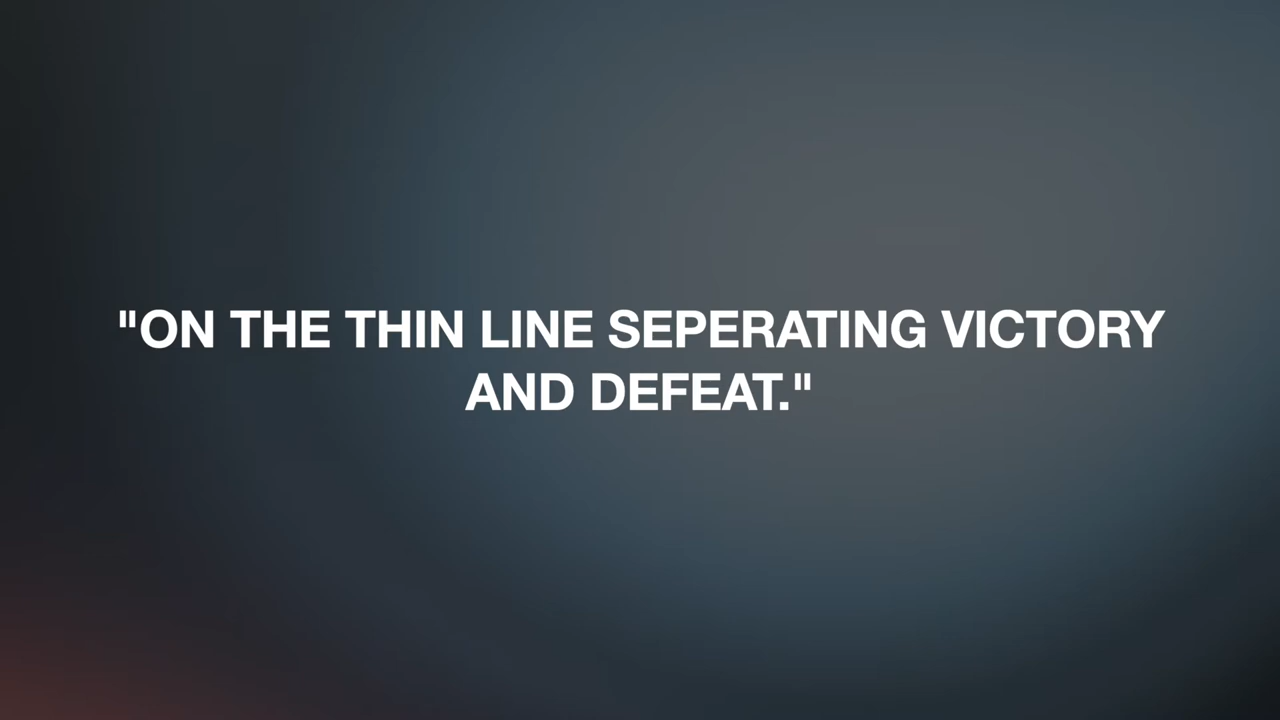 "ON THE THIN LINE SEPERATING VICTORY
AND DEFEAT."